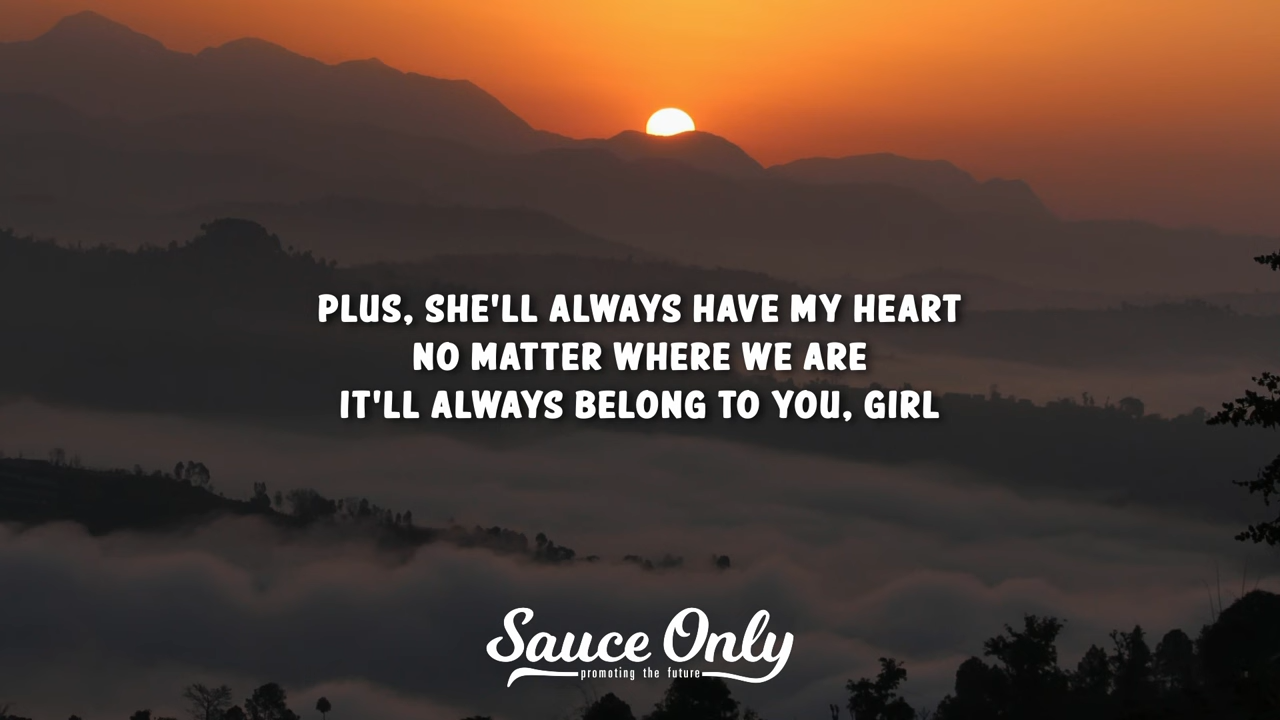 PLUS, SHE'LL ALWAYS HAVE MY HEART
NO MATTER WHERE WE ARE
IT'LL ALWAYS BELONG TO YOU, GIRL
Sauce Only
promoting the future